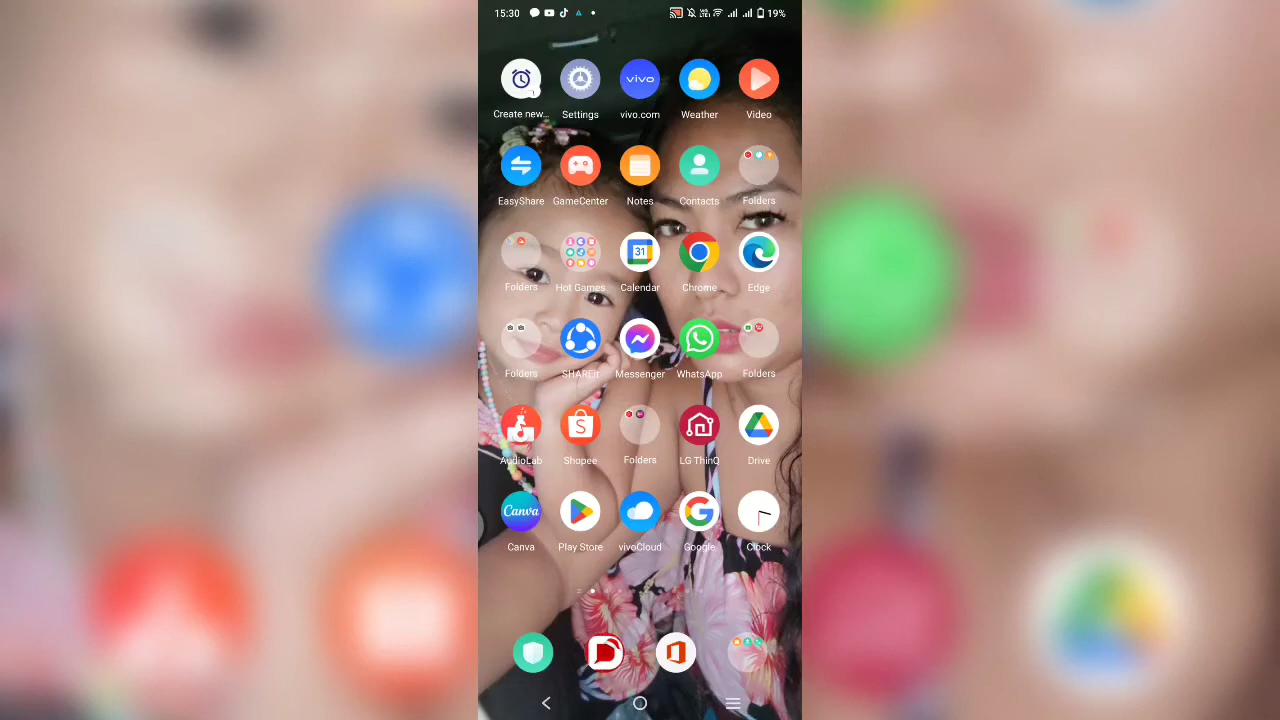 15:30 19%
vivo
Create new... Settings vivo.com Weather Video
EasyShare GameCenter Notes Contacts Folders
31
Folders Hot Games Calendar Chrome Edge
Folders SHAREit Messenger WhatsApp Folders
S
AudioLab Shopee Folders LG ThinQ Drive
Canva
Canva Play Store vivoCloud Google Clock